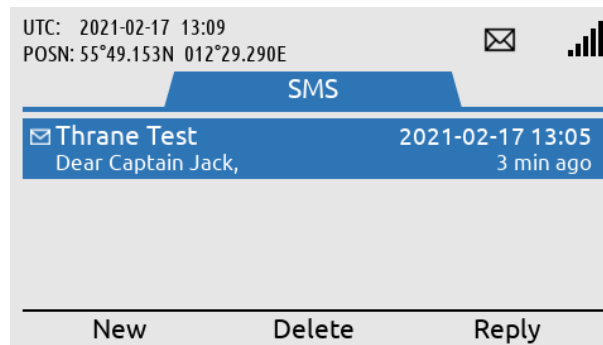 UTC: 2021-02-17 13:09
POSN: 55°49.153N 012°29.290E
SMS
Thrane Test 2021-02-17 13:05
Dear Captain Jack, 3 min ago
New Delete Reply